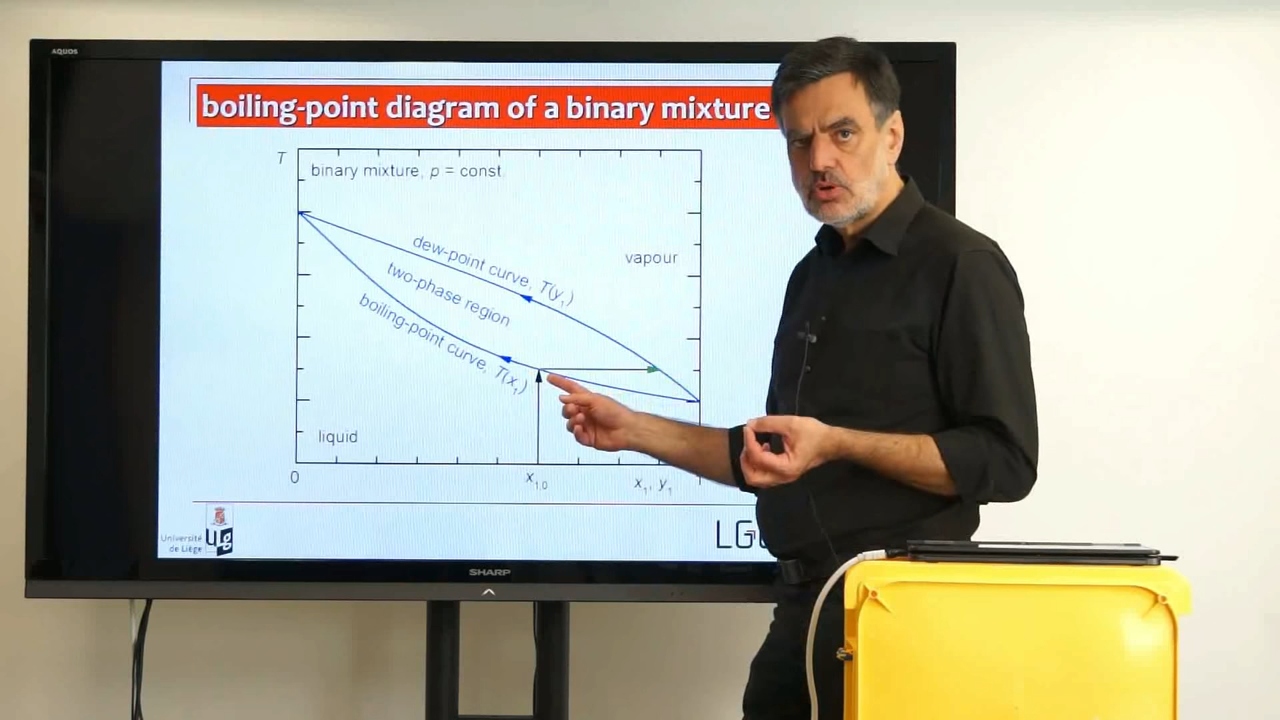 AQUOS
boiling-point diagram of a binary mixture
T
binary mixture, p = const.
dew-point curve, T(y₁)
vapour
two-phase region
boiling-point curve, T(x₁)
liquid
0
x₁,₀
x₁, y₁
Université
de Liège
ULg
SHARP